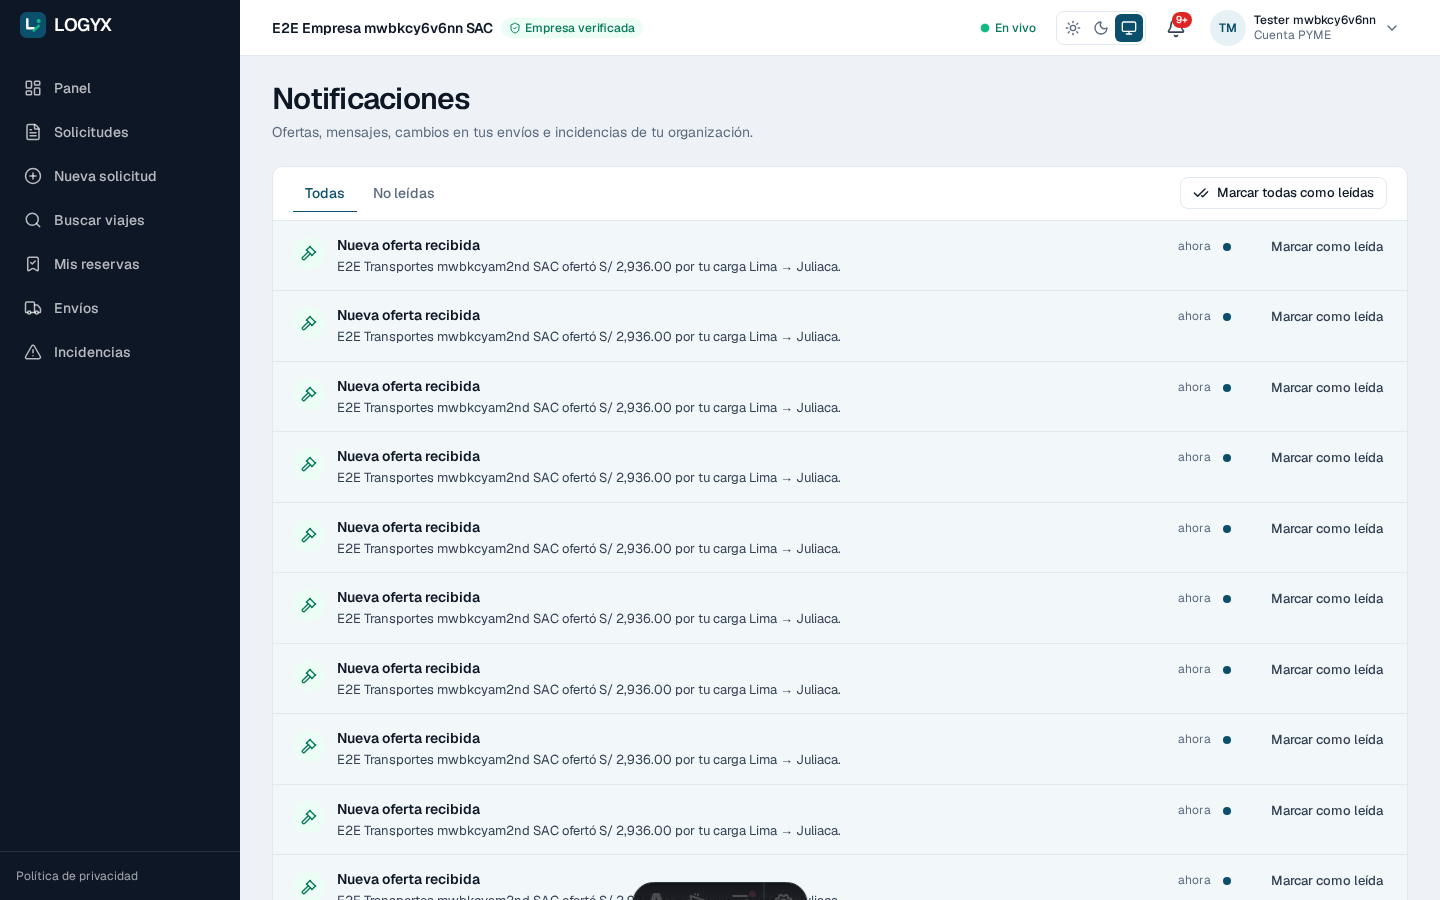 LOGYX
Panel
Solicitudes
Nueva solicitud
Buscar viajes
Mis reservas
Envíos
Incidencias
Política de privacidad
E2E Empresa mwbkcy6v6nn SAC
Empresa verificada
En vivo
9+
TM
Tester mwbkcy6v6nn
Cuenta PYME
Notificaciones
Ofertas, mensajes, cambios en tus envíos e incidencias de tu organización.
Todas
No leídas
Marcar todas como leídas
Nueva oferta recibida
E2E Transportes mwbkcyam2nd SAC ofertó S/ 2,936.00 por tu carga Lima → Juliaca.
ahora
Marcar como leída
Nueva oferta recibida
E2E Transportes mwbkcyam2nd SAC ofertó S/ 2,936.00 por tu carga Lima → Juliaca.
ahora
Marcar como leída
Nueva oferta recibida
E2E Transportes mwbkcyam2nd SAC ofertó S/ 2,936.00 por tu carga Lima → Juliaca.
ahora
Marcar como leída
Nueva oferta recibida
E2E Transportes mwbkcyam2nd SAC ofertó S/ 2,936.00 por tu carga Lima → Juliaca.
ahora
Marcar como leída
Nueva oferta recibida
E2E Transportes mwbkcyam2nd SAC ofertó S/ 2,936.00 por tu carga Lima → Juliaca.
ahora
Marcar como leída
Nueva oferta recibida
E2E Transportes mwbkcyam2nd SAC ofertó S/ 2,936.00 por tu carga Lima → Juliaca.
ahora
Marcar como leída
Nueva oferta recibida
E2E Transportes mwbkcyam2nd SAC ofertó S/ 2,936.00 por tu carga Lima → Juliaca.
ahora
Marcar como leída
Nueva oferta recibida
E2E Transportes mwbkcyam2nd SAC ofertó S/ 2,936.00 por tu carga Lima → Juliaca.
ahora
Marcar como leída
Nueva oferta recibida
E2E Transportes mwbkcyam2nd SAC ofertó S/ 2,936.00 por tu carga Lima → Juliaca.
ahora
Marcar como leída
Nueva oferta recibida
ahora
Marcar como leída